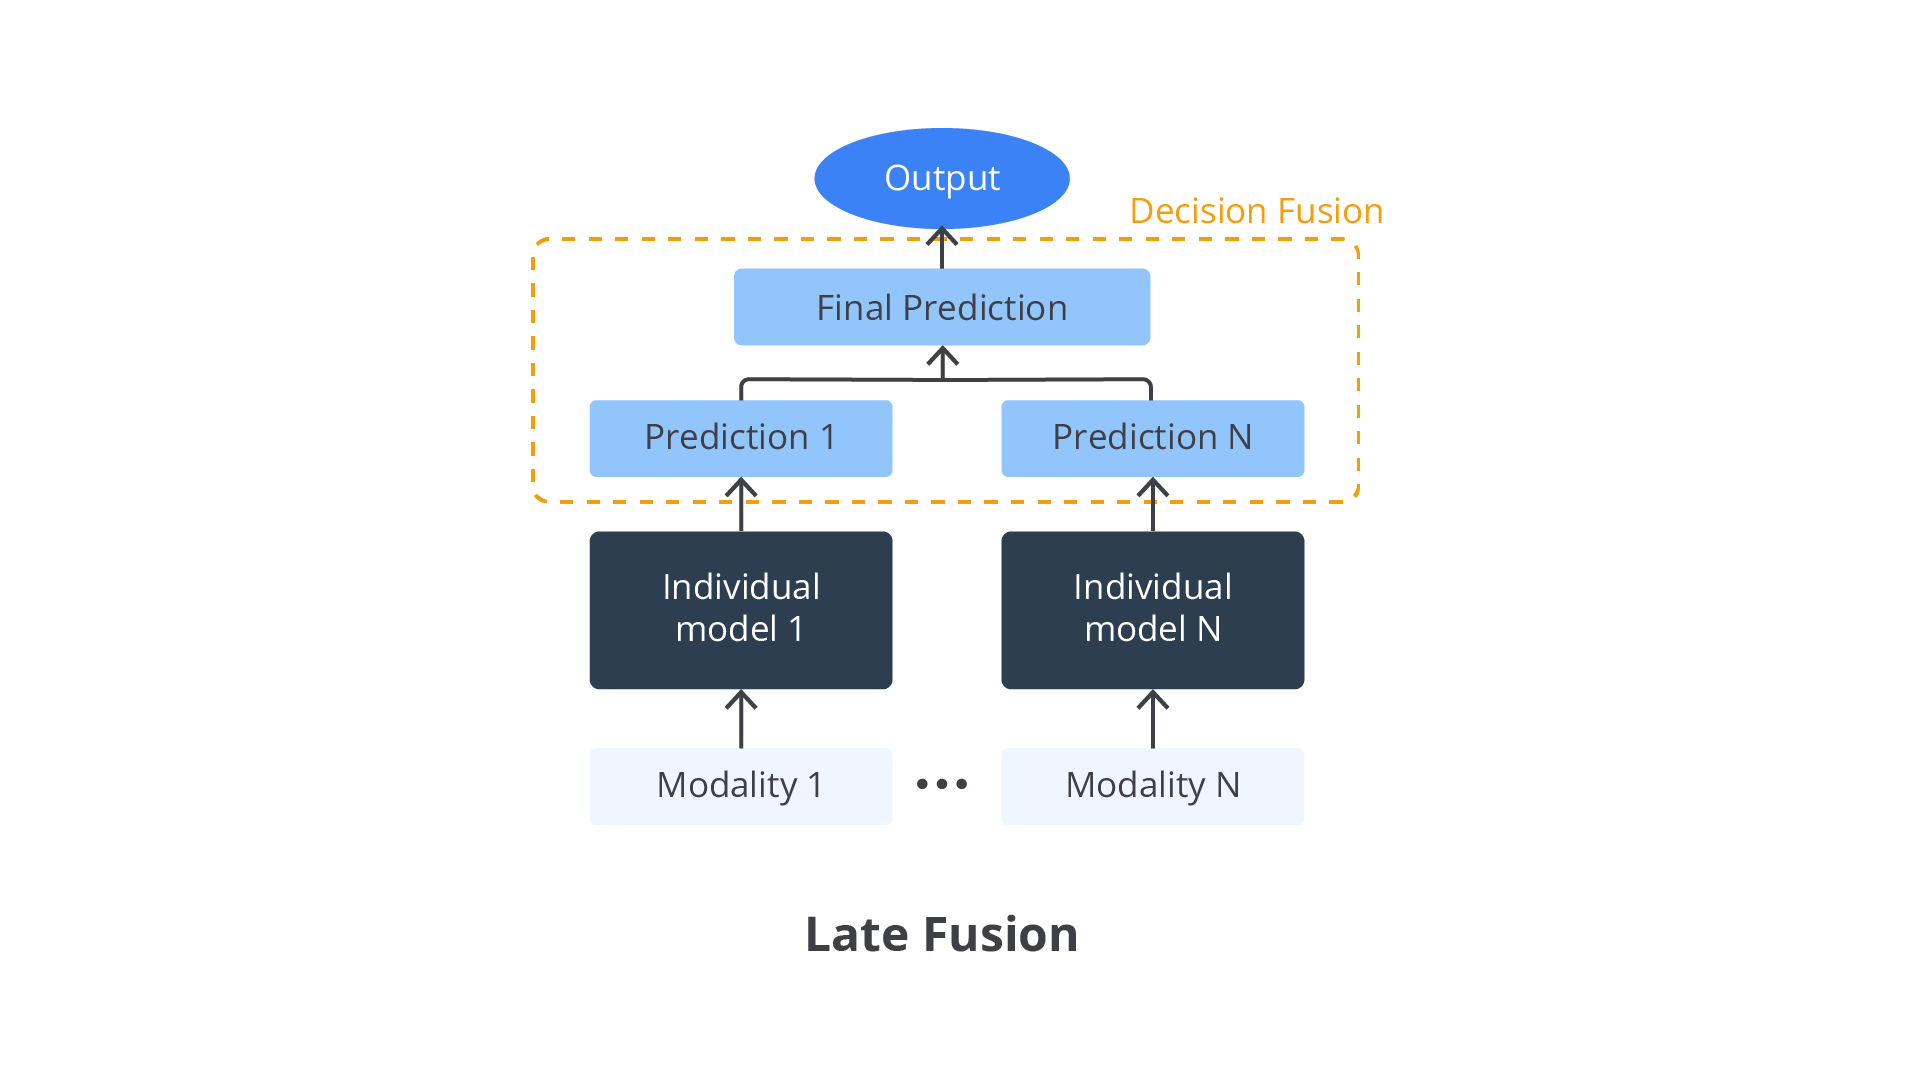 Output
Decision Fusion
Final Prediction
Prediction 1
Prediction N
Individual
model 1
Individual
model N
Modality 1
Modality N
Late Fusion